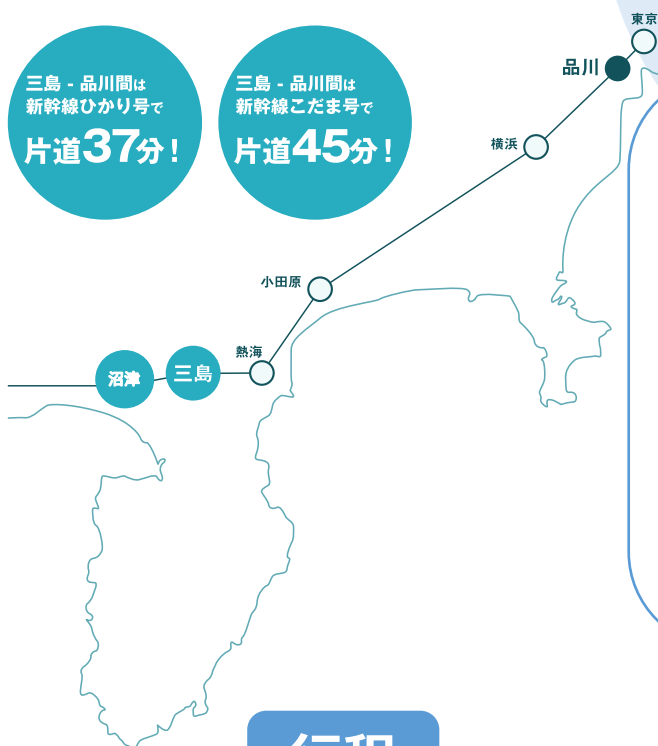 三島 - 品川間は
新幹線ひかり号で
片道37分!
三島 - 品川間は
新幹線こだま号で
片道45分!
東京
品川
横浜
小田原
熱海
三島
沼津
行程